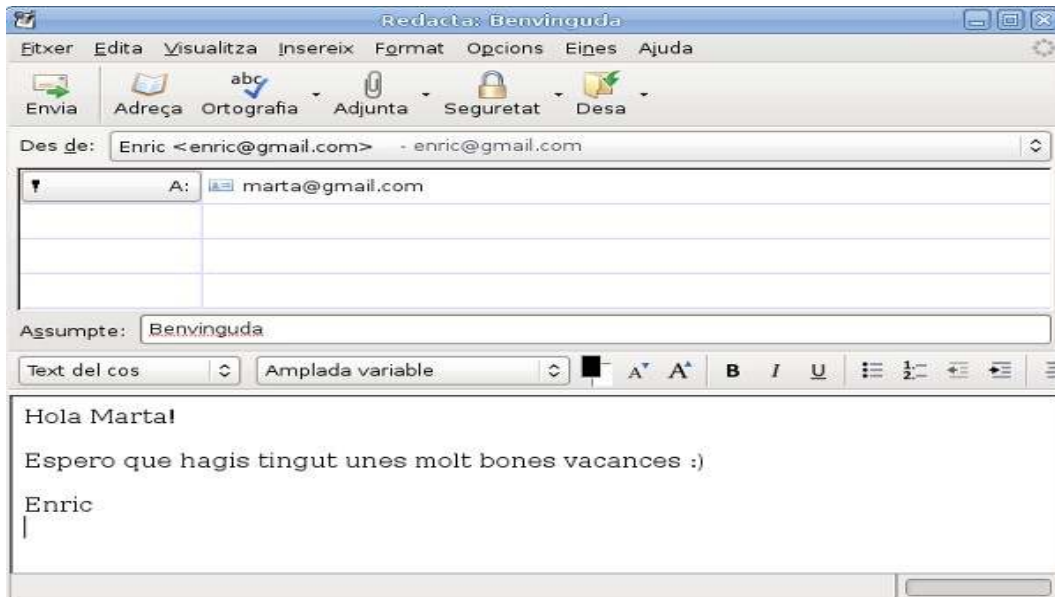 Redacta: Benvinguda
Fitxer Edita Visualitza Insereix Format Opcions Eines Ajuda
abc
Envia Adreça Ortografia Adjunta Seguretat Desa
Des de: Enric <enric@gmail.com> - enric@gmail.com
A: marta@gmail.com
Assumpte: Benvinguda
Text del cos Amplada variable A A B I U
Hola Marta!
Espero que hagis tingut unes molt bones vacances :)
Enric